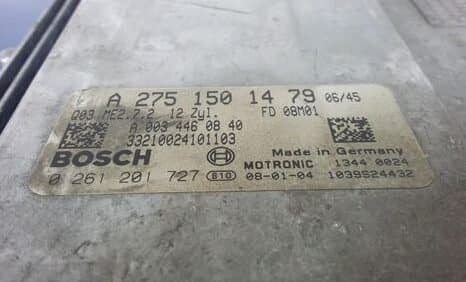 A 275 150 14 79 06/45
Q03 ME2.7.2 12 Zyl. FD 08M01
A 003 446 08 40
33210024101103
BOSCH Made in Germany
MOTRONIC 1344 0024
0 261 201 727 B10 08-01-04 1039S24432